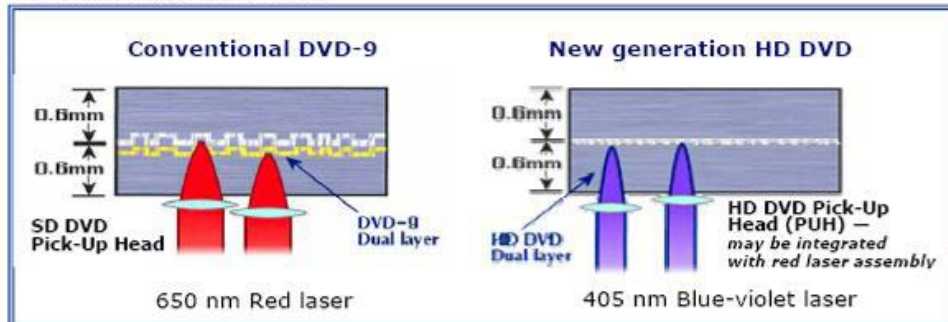 Conventional DVD-9
0.6mm
0.6mm
SD DVD
Pick-Up Head
DVD-9
Dual layer
650 nm Red laser
New generation HD DVD
0.6mm
0.6mm
HD DVD
Dual layer
HD DVD Pick-Up
Head (PUH) —
may be integrated
with red laser assembly
405 nm Blue-violet laser